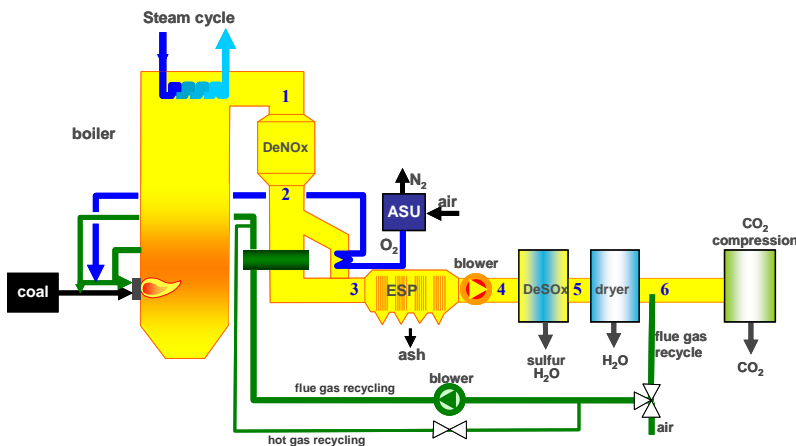 Steam cycle
1
boiler
DeNOx
N₂
2
ASU
air
O₂
CO₂
compression
blower
coal
3
ESP
4
DeSOx
5
dryer
6
flue gas
recycle
ash
sulfur
H₂O
H₂O
CO₂
blower
flue gas recycling
air
hot gas recycling